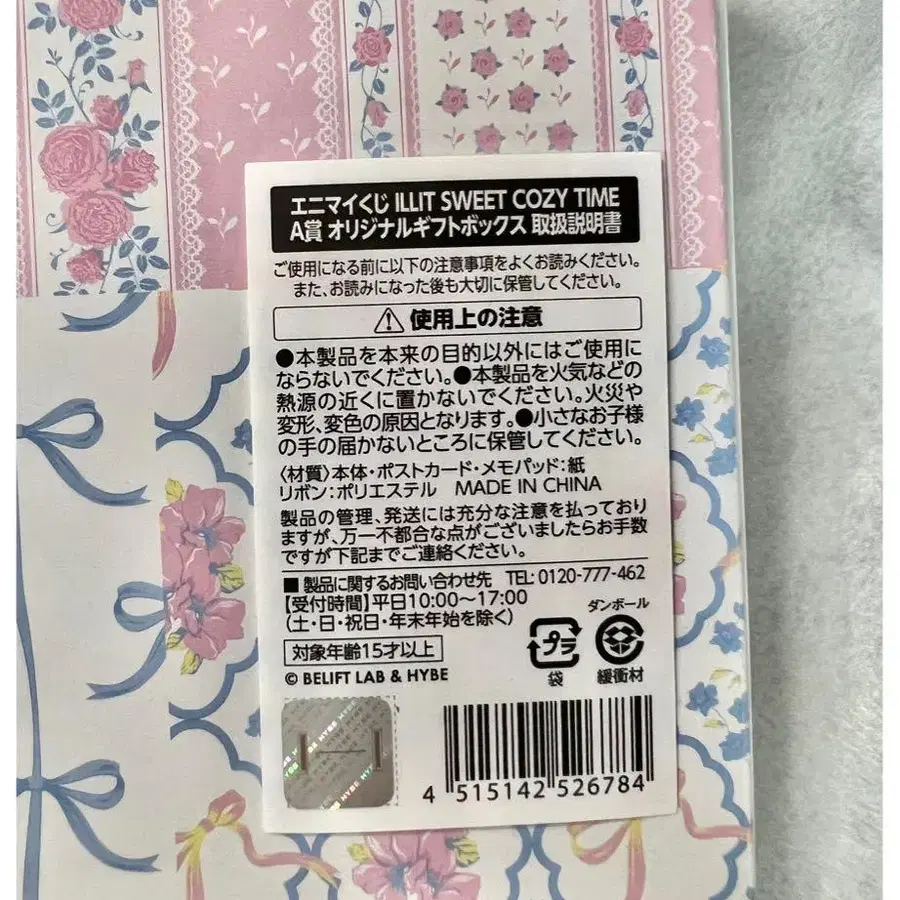 エニマイくじ ILLIT SWEET COZY TIME
A賞 オリジナルギフトボックス 取扱説明書
ご使用になる前に以下の注意事項をよくお読みください。
また、お読みになった後も大切に保管してください。
使用上の注意
●本製品を本来の目的以外にはご使用に
ならないでください。●本製品を火気などの
熱源の近くに置かないでください。火災や
変形、変色の原因となります。●小さなお子様
の手の届かないところに保管してください。
〈材質〉本体・ポストカード・メモパッド:紙
リボン:ポリエステル MADE IN CHINA
製品の管理、発送には充分な注意を払っており
ますが、万一不都合な点がございましたらお手数
ですが下記までご連絡ください。
■ 製品に関するお問い合わせ先 TEL: 0120-777-462
【受付時間】平日10:00～17:00
(土・日・祝日・年末年始を除く)
対象年齢15才以上
© BELIFT LAB & HYBE
ダンボール
プラ
袋
緩衝材
HYBE
4 515142 526784